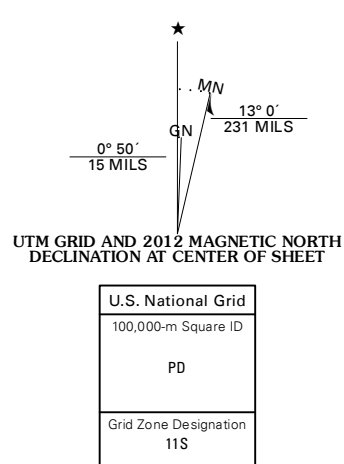 ★
MN
GN
13° 0´
231 MILS
0° 50´
15 MILS
UTM GRID AND 2012 MAGNETIC NORTH
DECLINATION AT CENTER OF SHEET
U.S. National Grid
100,000-m Square ID
PD
Grid Zone Designation
11S